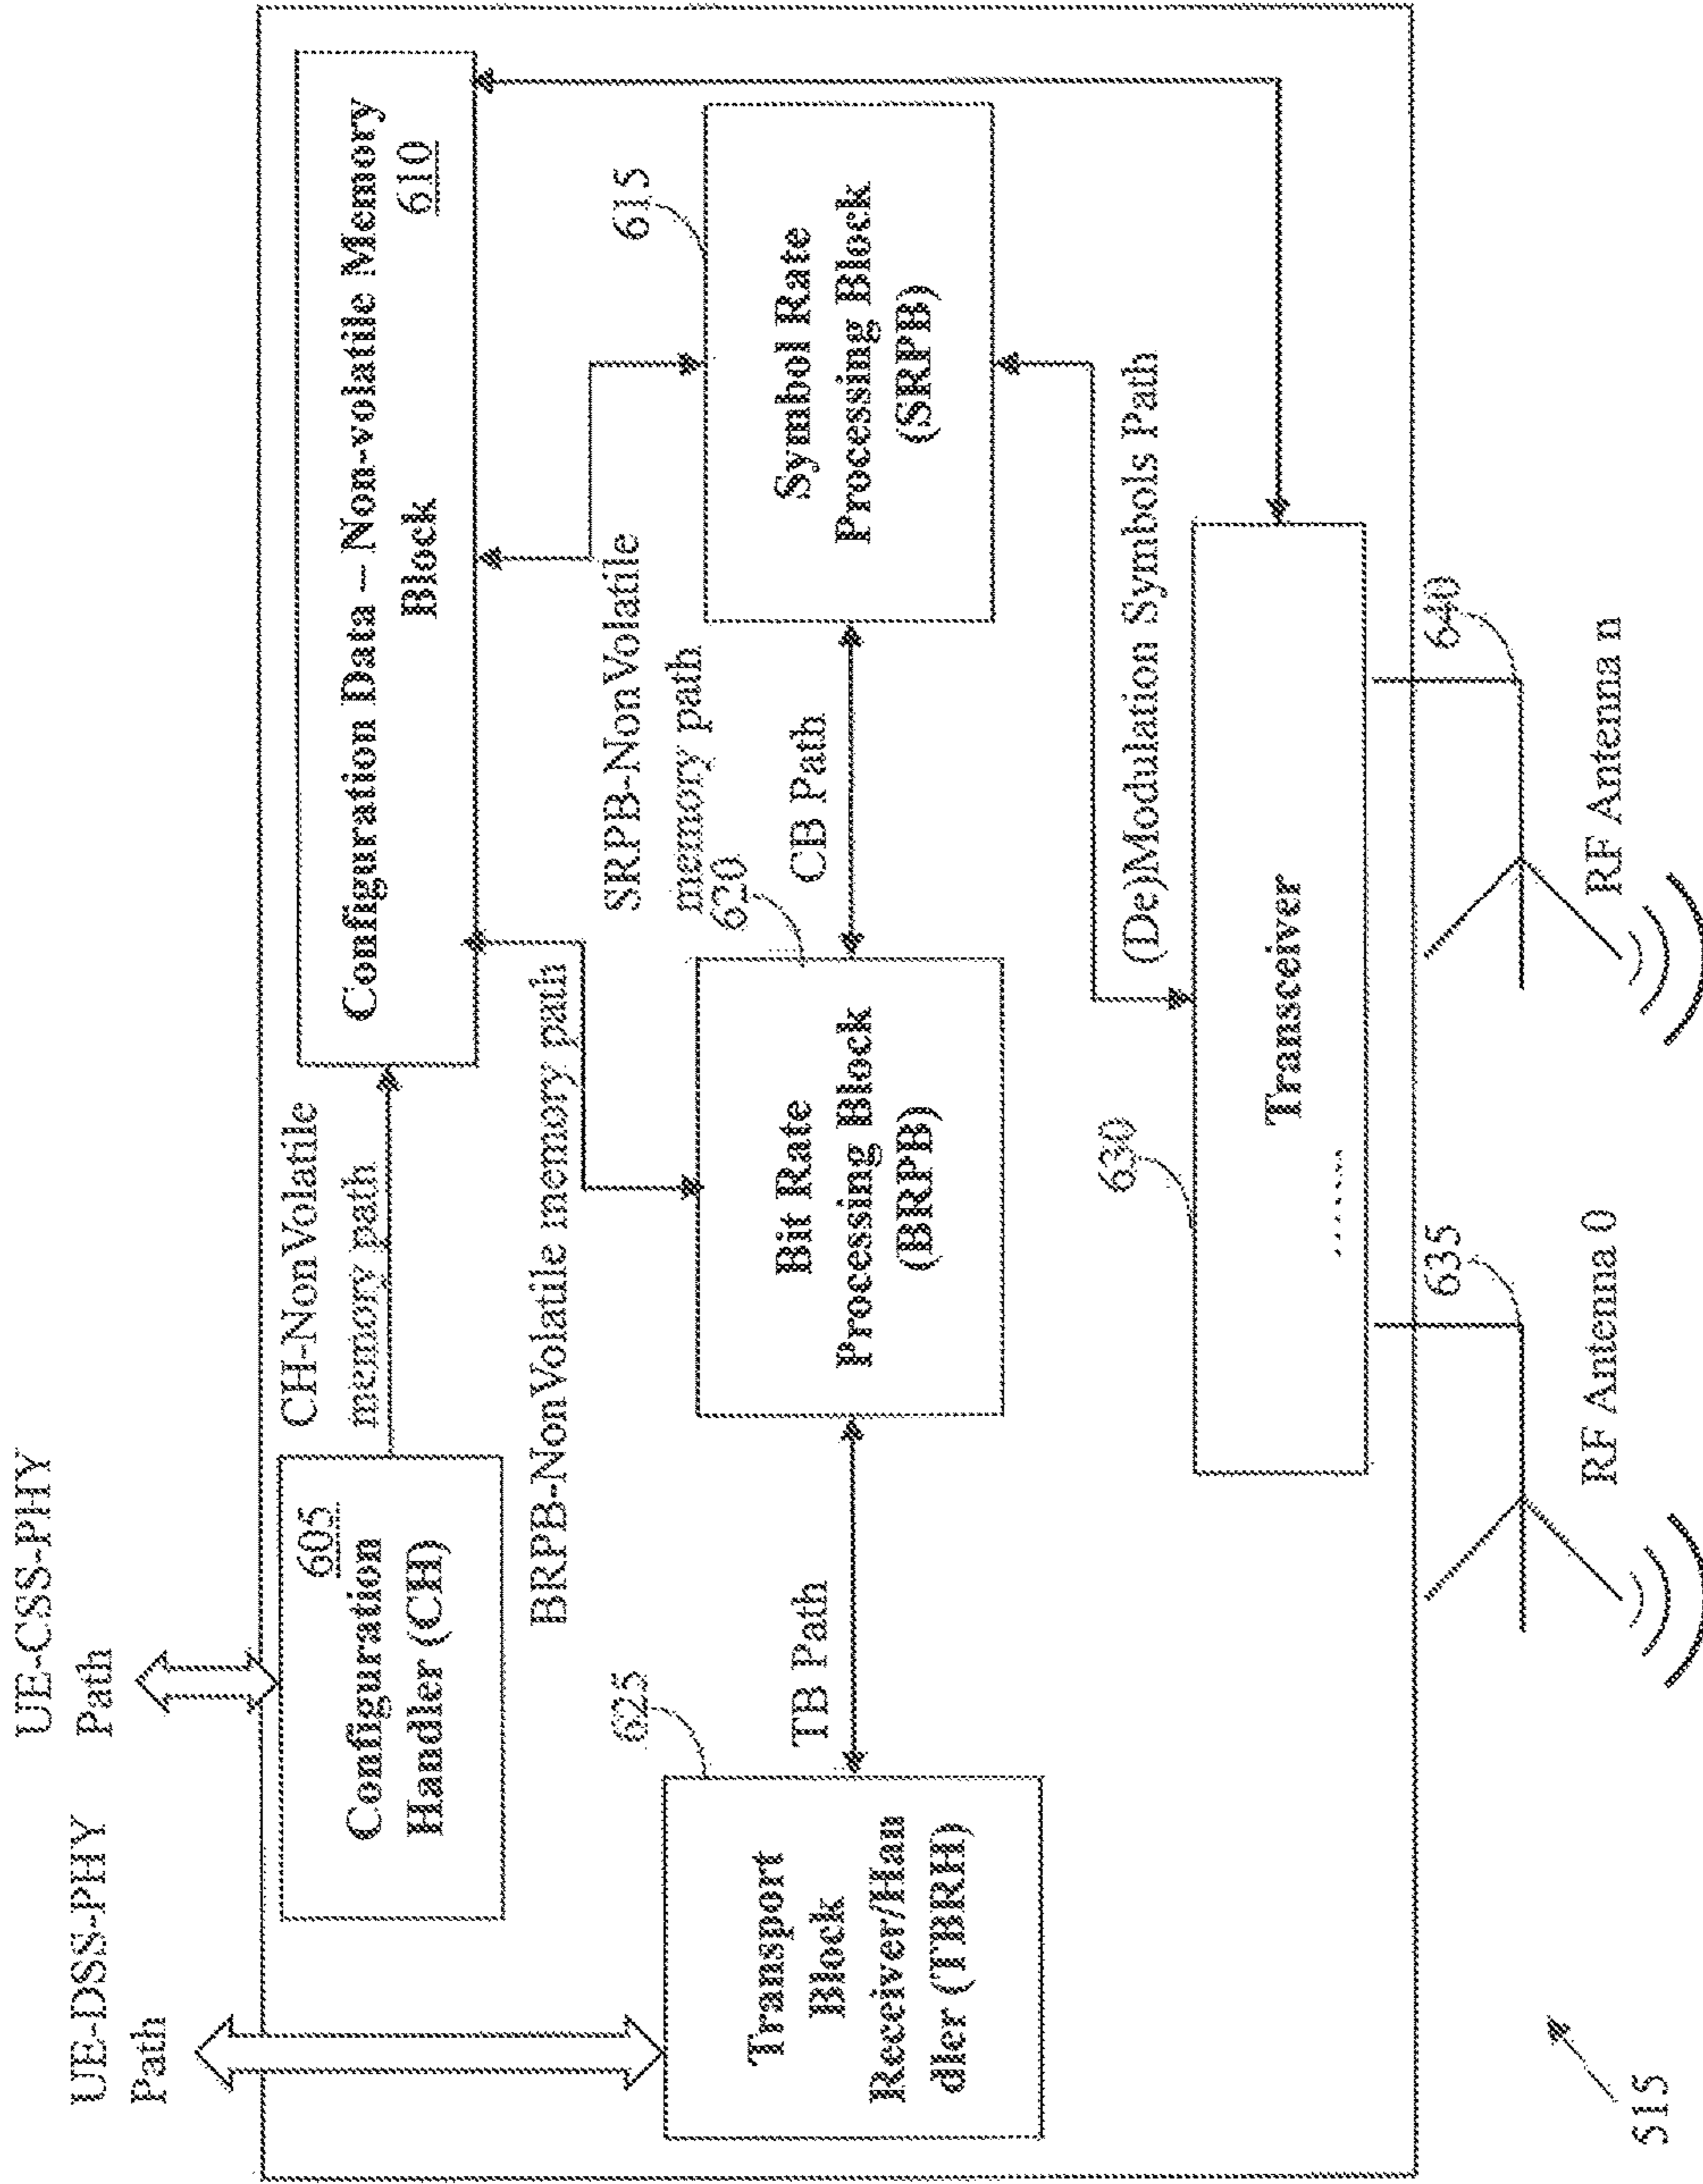 UE-DSS-PHY
Path
UE-CSS-PHY
Path
605
Configuration
Handler (CH)
CH-NonVolatile
memory path
Configuration Data – Non-volatile Memory
Block
610
BRPB-NonVolatile memory path
SRPB-NonVolatile
memory path
625
Transport
Block
Receiver/Han
dler (TBRH)
TB Path
620
Bit Rate
Processing Block
(BRPB)
CB Path
615
Symbol Rate
Processing Block
(SRPB)
(De)Modulation Symbols Path
630
Transceiver
......
635
RF Antenna 0
640
RF Antenna n
515